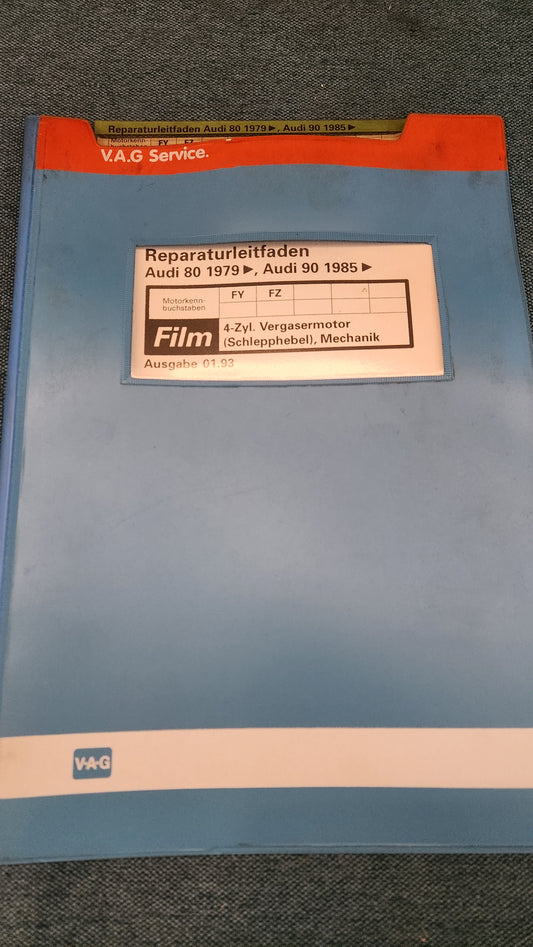 Reparaturleitfaden Audi 80 1979►, Audi 90 1985►
Motorkenn- FY FZ
V.A.G Service.
Reparaturleitfaden
Audi 80 1979►, Audi 90 1985►
Motorkenn-
buchstaben
FY FZ
Film
4-Zyl. Vergasermotor
(Schlepphebel), Mechanik
Ausgabe 01.93
V·A·G